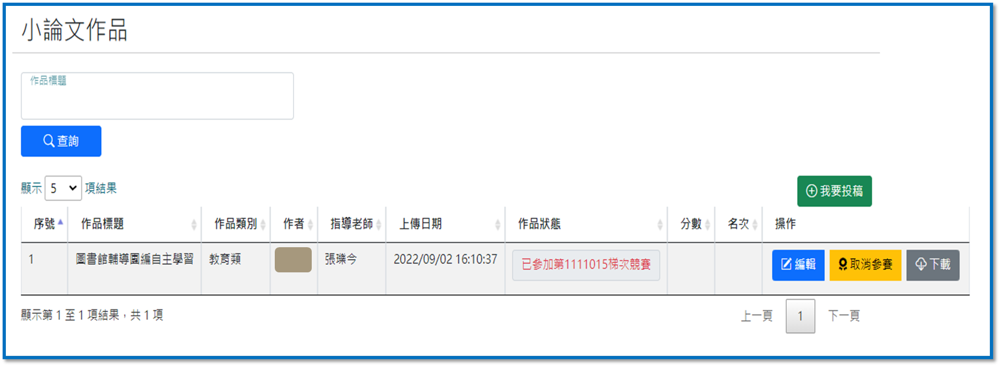 小論文作品
作品標題
查詢
顯示 5 項結果
我要投稿
序號 作品標題 作品類別 作者 指導老師 上傳日期 作品狀態 分數 名次 操作
1 圖書館輔導團編自主學習 教育類 張瓅今 2022/09/02 16:10:37 已參加第1111015梯次競賽 編輯 取消參賽 下載
顯示第 1 至 1 項結果，共 1 項
上一頁 1 下一頁